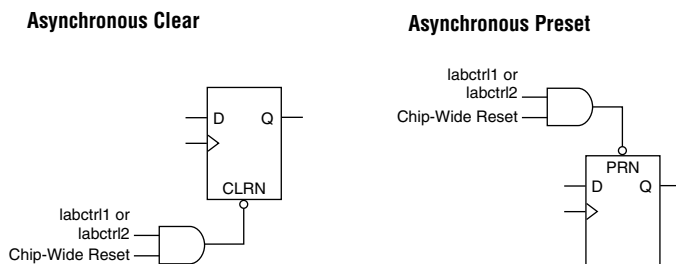 Asynchronous Clear
D Q
CLRN
labctrl1 or
labctrl2
Chip-Wide Reset
Asynchronous Preset
labctrl1 or
labctrl2
Chip-Wide Reset
PRN
D Q